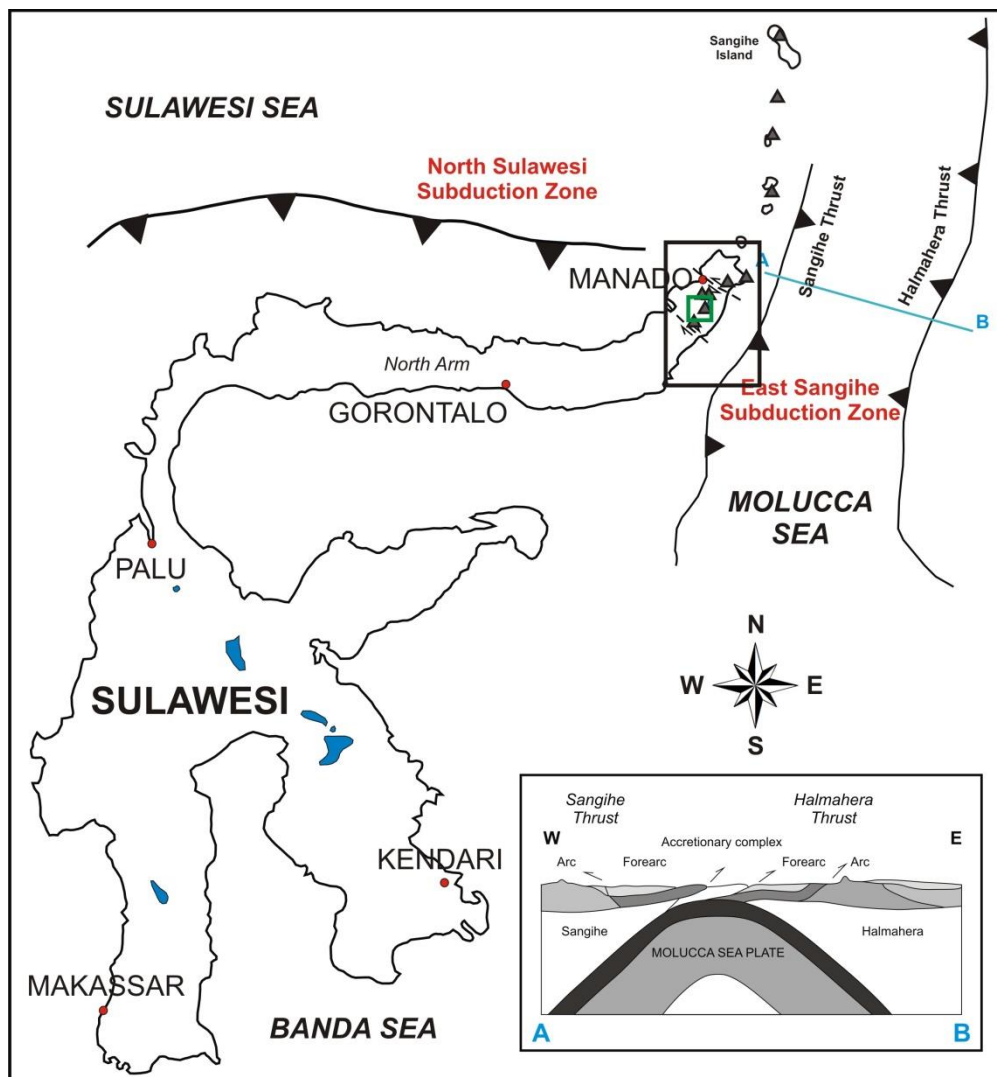 Sangihe
Island
SULAWESI SEA
North Sulawesi
Subduction Zone
Sangihe Thrust
Halmahera Thrust
A
MANADO
B
North Arm
GORONTALO
East Sangihe
Subduction Zone
MOLUCCA
SEA
PALU
N
W
E
S
SULAWESI
KENDARI
MAKASSAR
BANDA SEA
Sangihe
Thrust
Halmahera
Thrust
W
E
Accretionary complex
Arc
Forearc
Forearc
Arc
Sangihe
Halmahera
MOLUCCA SEA PLATE
A
B